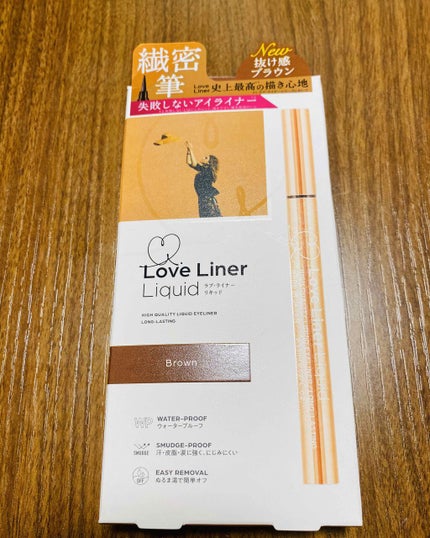 繊密
筆
New
抜け感
ブラウン
Love
Liner 史上最高の描き心地
失敗しないアイライナー
Love Liner
Liquid ラブ・ライナー
リキッド
HIGH QUALITY LIQUID EYELINER
LONG-LASTING
Brown
WP WATER-PROOF
ウォータープルーフ
SMUDGE SMUDGE-PROOF
汗・皮脂・涙に強く、にじみにくい
OFF EASY REMOVAL
ぬるま湯で簡単オフ